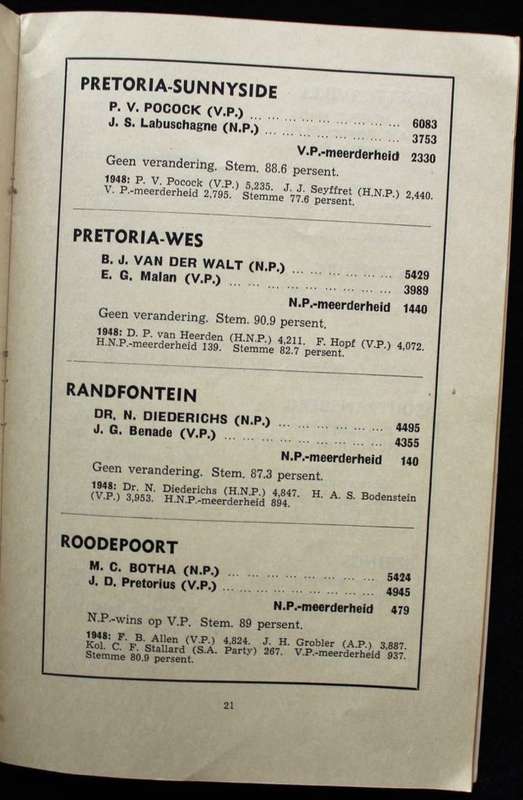 PRETORIA-SUNNYSIDE
P. V. POCOCK (V.P.) ... ... ... ... ... ... ... ... ... 6083
J. S. Labuschagne (N.P.) ... ... ... ... ... ... ... ... 3753
V.P.-meerderheid 2330
Geen verandering. Stem. 88.6 persent.
1948: P. V. Pocock (V.P.) 5,235. J. J. Seyffret (H.N.P.) 2,440.
V. P.-meerderheid 2,795. Stemme 77.6 persent.
PRETORIA-WES
B. J. VAN DER WALT (N.P.) ... ... ... ... ... ... 5429
E. G. Malan (V.P.) ... ... ... ... ... ... ... ... ... 3989
N.P.-meerderheid 1440
Geen verandering. Stem. 90.9 persent.
1948: D. P. van Heerden (H.N.P.) 4,211. F. Hopf (V.P.) 4,072.
H.N.P.-meerderheid 139. Stemme 82.7 persent.
RANDFONTEIN
DR. N. DIEDERICHS (N.P.) ... ... ... ... ... ... 4495
J. G. Benade (V.P.) ... ... ... ... ... ... ... ... ... 4355
N.P.-meerderheid 140
Geen verandering. Stem. 87.3 persent.
1948: Dr. N. Diederichs (H.N.P.) 4,847. H. A. S. Bodenstein
(V.P.) 3,953. H.N.P.-meerderheid 894.
ROODEPOORT
M. C. BOTHA (N.P.) ... ... ... ... ... ... ... ... 5424
J. D. Pretorius (V.P.) ... ... ... ... ... ... ... ... ... 4945
N.P.-meerderheid 479
N.P.-wins op V.P. Stem. 89 persent.
1948: F. B. Allen (V.P.) 4,824. J. H. Grobler (A.P.) 3,887.
Kol. C. F. Stallard (S.A. Party) 267. V.P.-meerderheid 937.
Stemme 80.9 persent.
21